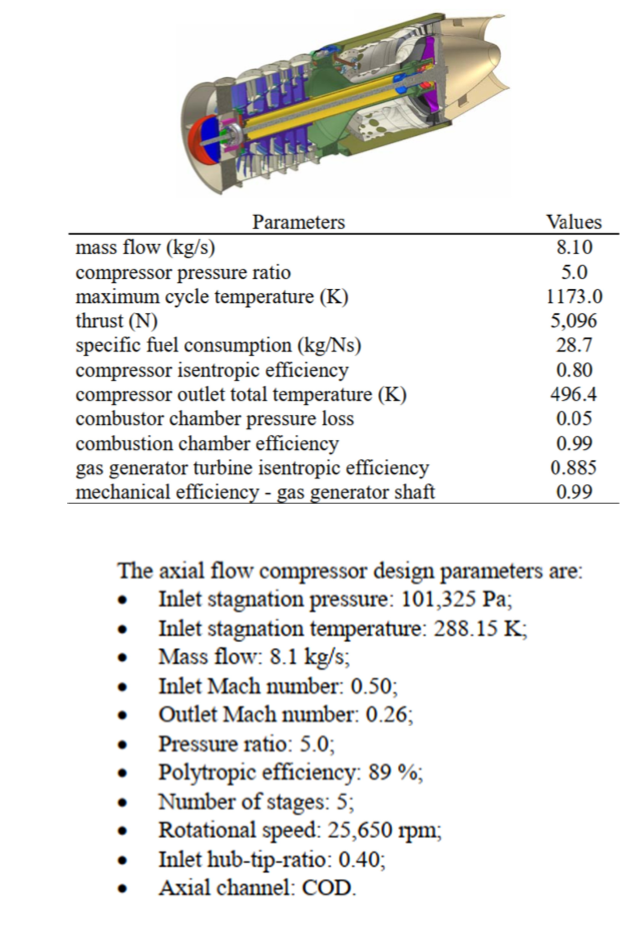 Parameters Values
mass flow (kg/s) 8.10
compressor pressure ratio 5.0
maximum cycle temperature (K) 1173.0
thrust (N) 5,096
specific fuel consumption (kg/Ns) 28.7
compressor isentropic efficiency 0.80
compressor outlet total temperature (K) 496.4
combustor chamber pressure loss 0.05
combustion chamber efficiency 0.99
gas generator turbine isentropic efficiency 0.885
mechanical efficiency - gas generator shaft 0.99
The axial flow compressor design parameters are:
• Inlet stagnation pressure: 101,325 Pa;
• Inlet stagnation temperature: 288.15 K;
• Mass flow: 8.1 kg/s;
• Inlet Mach number: 0.50;
• Outlet Mach number: 0.26;
• Pressure ratio: 5.0;
• Polytropic efficiency: 89 %;
• Number of stages: 5;
• Rotational speed: 25,650 rpm;
• Inlet hub-tip-ratio: 0.40;
• Axial channel: COD.